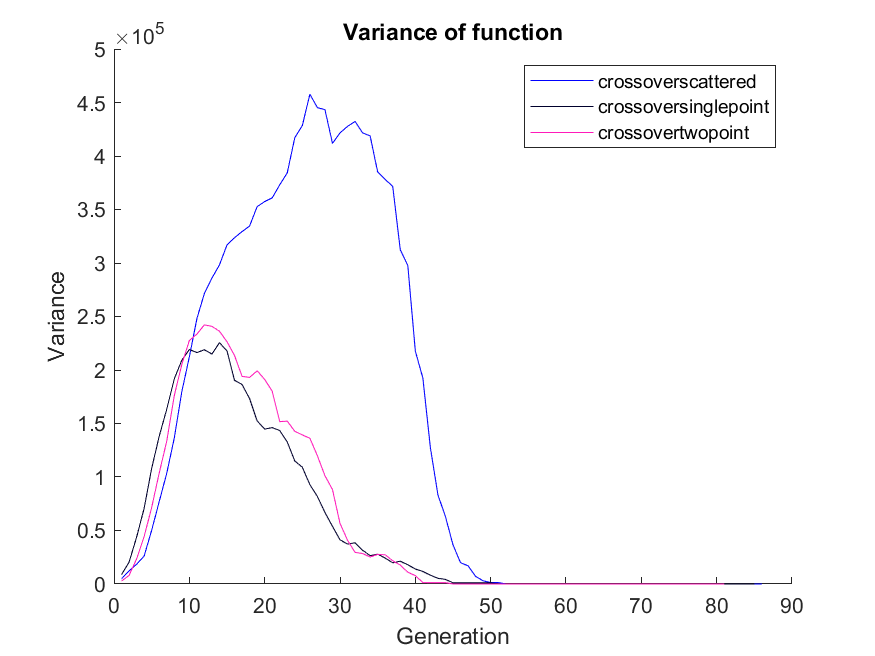 Variance of function
×10^5
5
4.5
4
3.5
3
2.5
2
1.5
1
0.5
0
Variance
crossoverscattered
crossoversinglepoint
crossovertwopoint
0 10 20 30 40 50 60 70 80 90
Generation